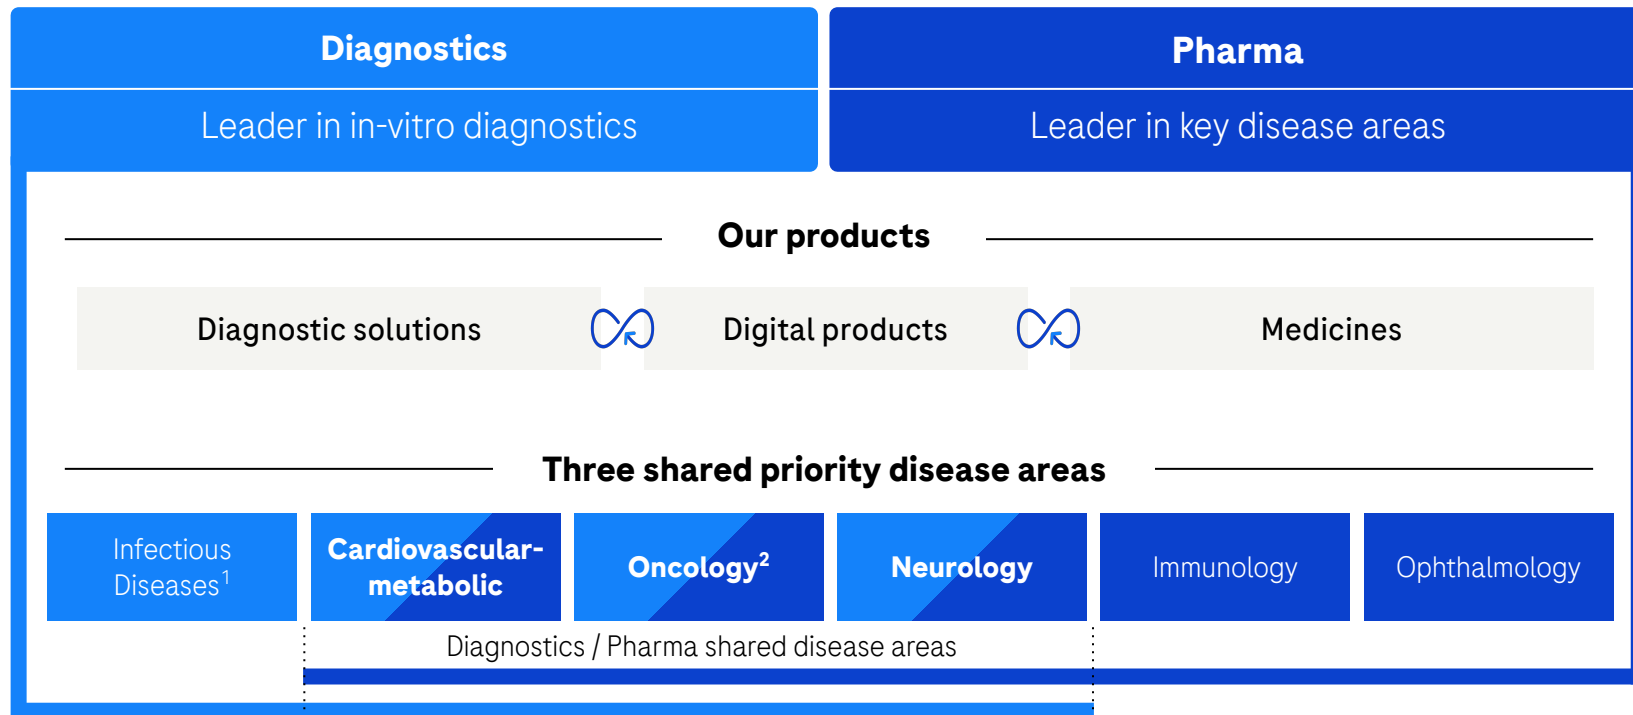 Diagnostics
Pharma
Leader in in-vitro diagnostics
Leader in key disease areas
Our products
Diagnostic solutions
Digital products
Medicines
Three shared priority disease areas
Infectious
Diseases¹
Cardiovascular-
metabolic
Oncology²
Neurology
Immunology
Ophthalmology
Diagnostics / Pharma shared disease areas